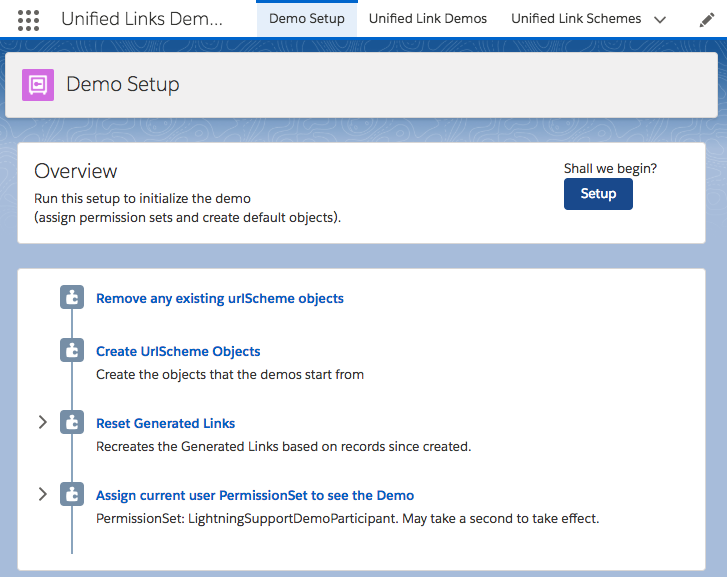 Unified Links Dem... Demo Setup Unified Link Demos Unified Link Schemes
Demo Setup
Overview
Shall we begin?
Run this setup to initialize the demo
(assign permission sets and create default objects).
Setup
Remove any existing urlScheme objects
Create UrlScheme Objects
Create the objects that the demos start from
Reset Generated Links
Recreates the Generated Links based on records since created.
Assign current user PermissionSet to see the Demo
PermissionSet: LightningSupportDemoParticipant. May take a second to take effect.